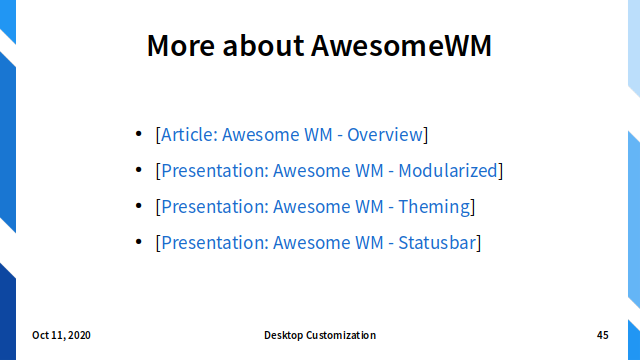 More about AwesomeWM
• [Article: Awesome WM - Overview]
• [Presentation: Awesome WM - Modularized]
• [Presentation: Awesome WM - Theming]
• [Presentation: Awesome WM - Statusbar]
Oct 11, 2020 Desktop Customization 45